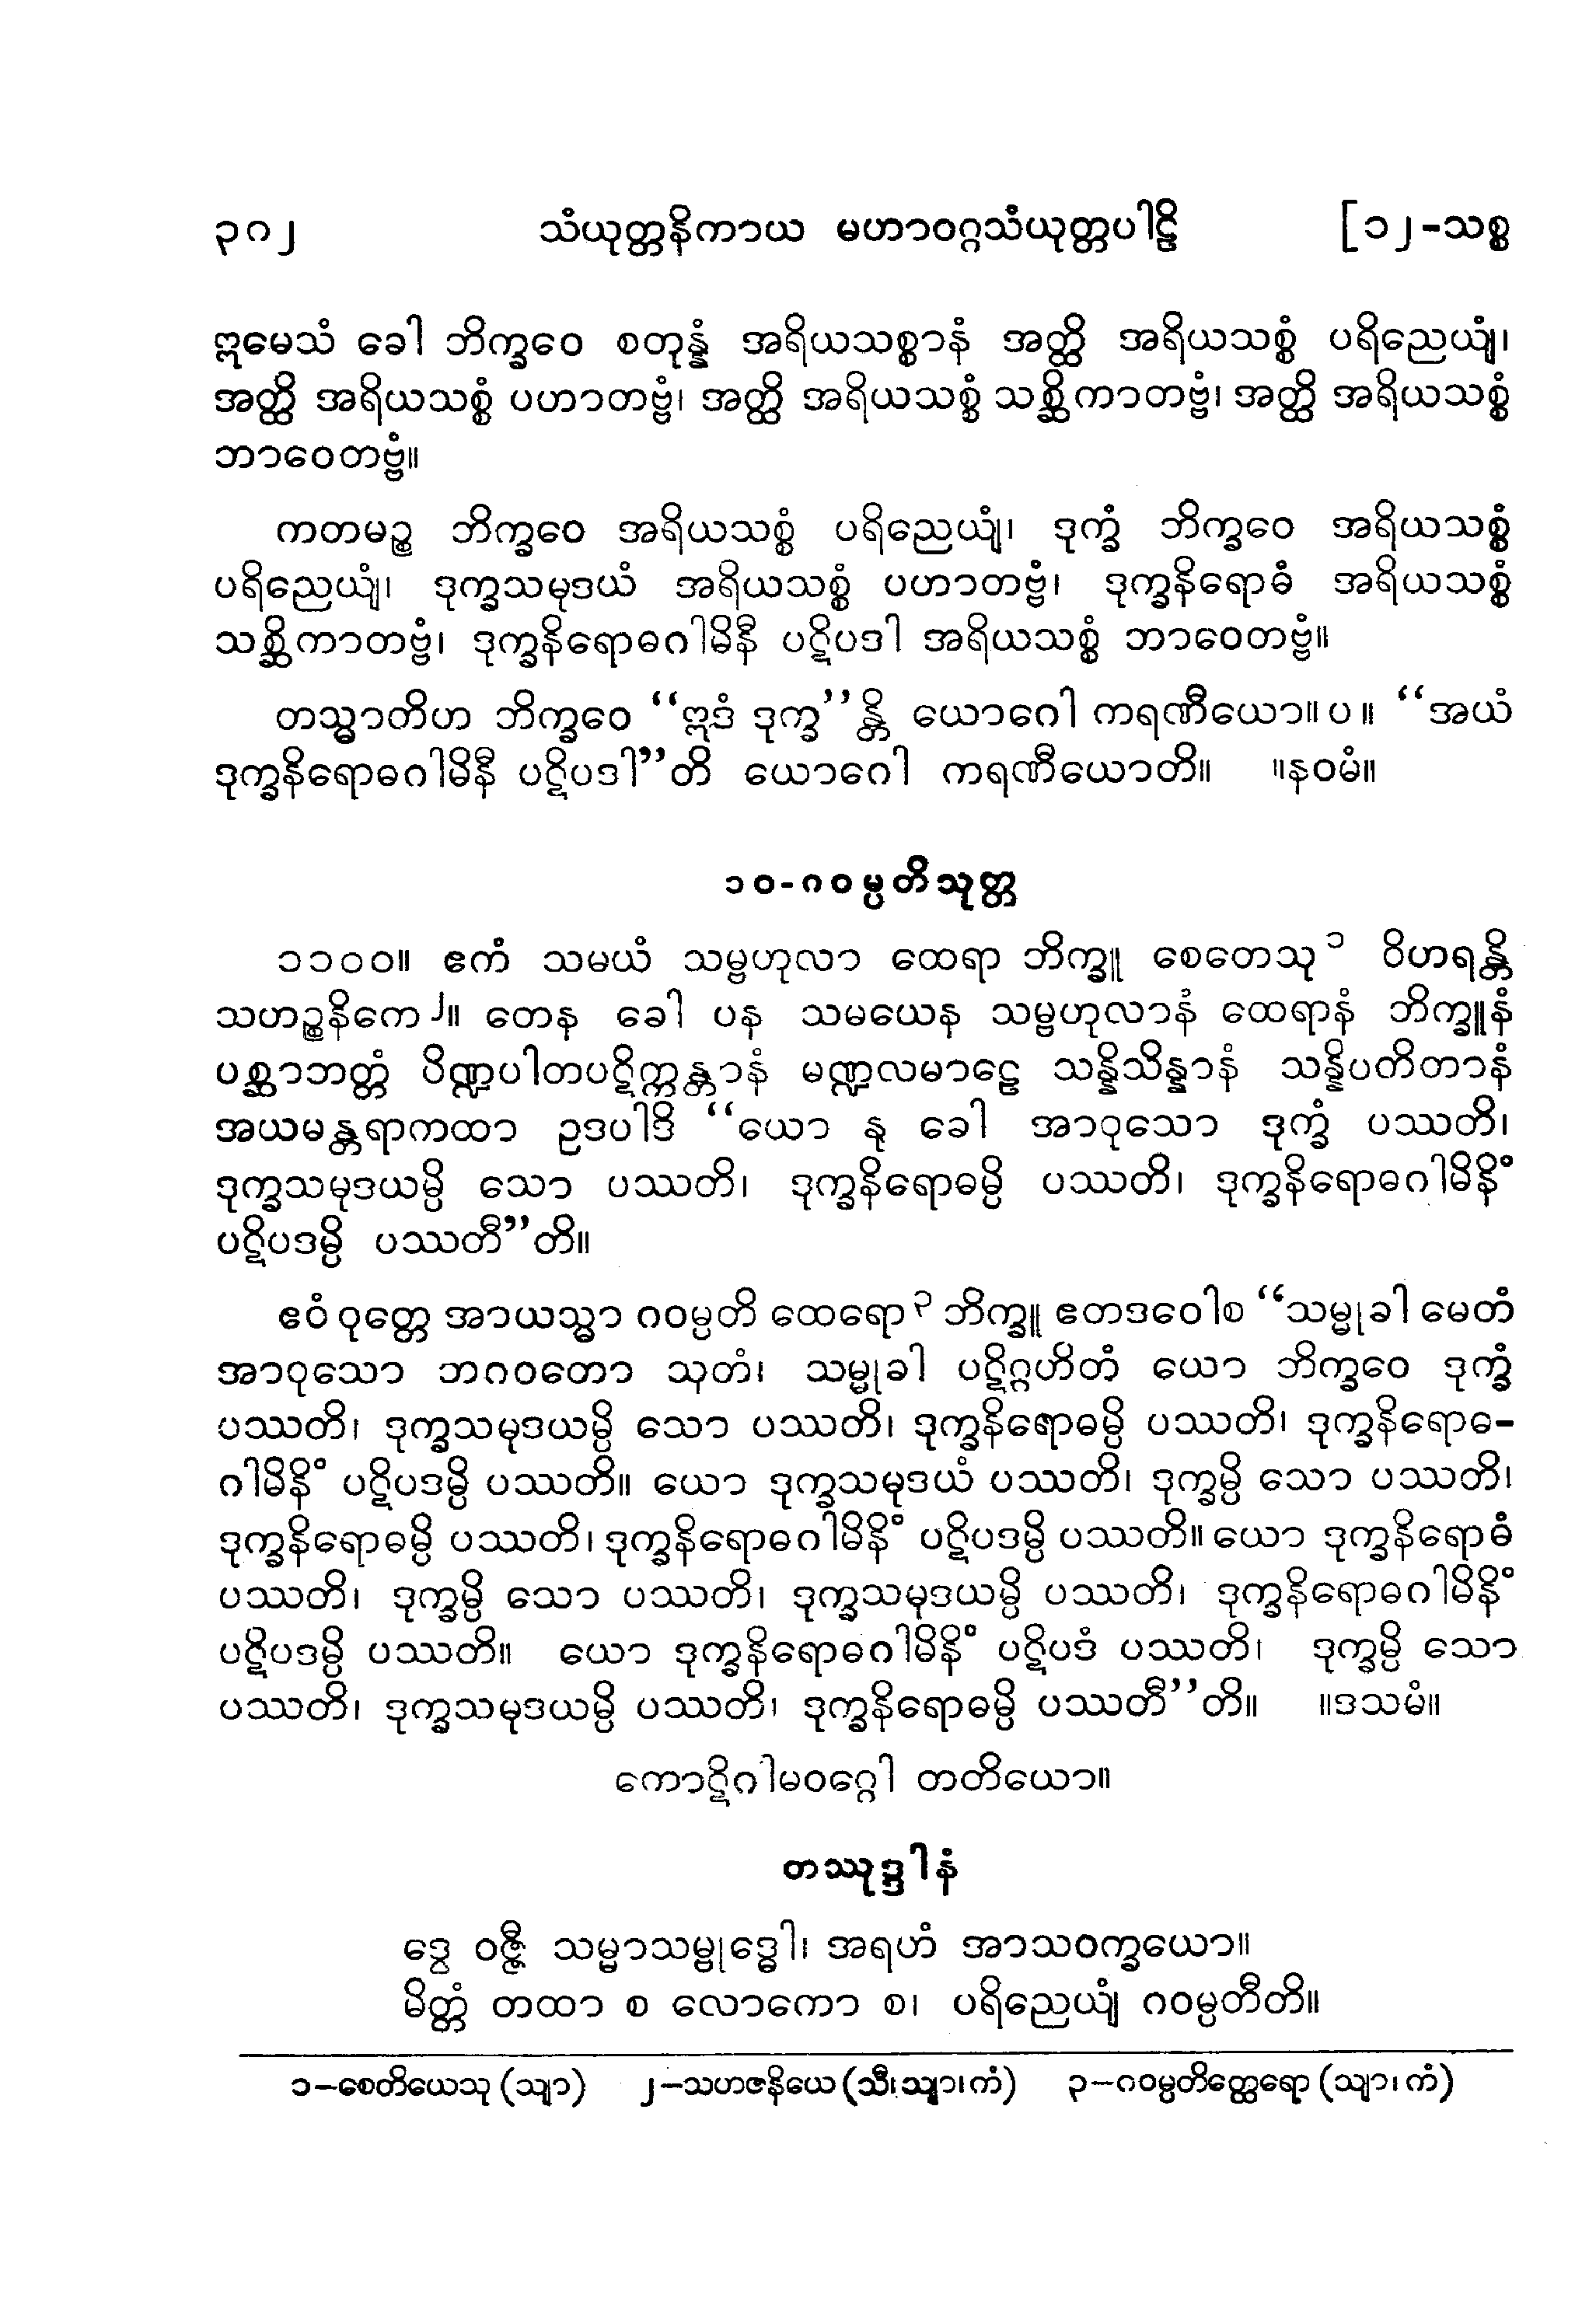 ၃၈၂ သံယုတ္တနိကာယ မဟာဝဂ္ဂသံယုတ္တပါဠိ [၁၂-သစ္စ
ဣမေသံ ခေါ ဘိက္ခဝေ စတုန္နံ အရိယသစ္စာနံ အတ္ထိ အရိယသစ္စံ ပရိညေယျံ၊
အတ္ထိ အရိယသစ္စံ ပဟာတဗ္ဗံ၊ အတ္ထိ အရိယသစ္စံ သစ္ဆိကာတဗ္ဗံ၊ အတ္ထိ အရိယသစ္စံ
ဘာဝေတဗ္ဗံ။
ကတမဉ္စ ဘိက္ခဝေ အရိယသစ္စံ ပရိညေယျံ၊ ဒုက္ခံ ဘိက္ခဝေ အရိယသစ္စံ
ပရိညေယျံ၊ ဒုက္ခသမုဒယံ အရိယသစ္စံ ပဟာတဗ္ဗံ၊ ဒုက္ခနိရောဓံ အရိယသစ္စံ
သစ္ဆိကာတဗ္ဗံ၊ ဒုက္ခနိရောဓဂါမိနီ ပဋိပဒါ အရိယသစ္စံ ဘာဝေတဗ္ဗံ။
တသ္မာတိဟ ဘိက္ခဝေ “ဣဒံ ဒုက္ခ”န္တိ ယောဂေါ ကရဏီယော။ ပ ။ “အယံ
ဒုက္ခနိရောဓဂါမိနီ ပဋိပဒါ”တိ ယောဂေါ ကရဏီယောတိ။ ။နဝမံ။
၁၀-ဂဝမ္ပတိသုတ္တ
၁၁၀၀။ ဧကံ သမယံ သမ္ဗဟုလာ ထေရာ ဘိက္ခူ စေတေသု ၁ ဝိဟရန္တိ
သဟဉ္စနိကေ ၂။ တေန ခေါ ပန သမယေန သမ္ဗဟုလာနံ ထေရာနံ ဘိက္ခူနံ
ပစ္ဆာဘတ္တံ ပိဏ္ဍပါတပဋိက္ကန္တာနံ မဏ္ဍလမာဠေ သန္နိသိန္နာနံ သန္နိပတိတာနံ
အယမန္တရာကထာ ဥဒပါဒိ “ယော နု ခေါ အာဝုသော ဒုက္ခံ ပဿတိ၊
ဒုက္ခသမုဒယမ္ပိ သော ပဿတိ၊ ဒုက္ခနိရောဓမ္ပိ ပဿတိ၊ ဒုက္ခနိရောဓဂါမိနိံ
ပဋိပဒမ္ပိ ပဿတီ”တိ။
ဧဝံ ဝုတ္တေ အာယသ္မာ ဂဝမ္ပတိ ထေရော ၃ ဘိက္ခူ ဧတဒဝေါစ “သမ္မုခါ မေတံ
အာဝုသော ဘဂဝတော သုတံ၊ သမ္မုခါ ပဋိဂ္ဂဟိတံ ယော ဘိက္ခဝေ ဒုက္ခံ
ပဿတိ၊ ဒုက္ခသမုဒယမ္ပိ သော ပဿတိ၊ ဒုက္ခနိရောဓမ္ပိ ပဿတိ၊ ဒုက္ခနိရောဓ-
ဂါမိနိံ ပဋိပဒမ္ပိ ပဿတိ။ ယော ဒုက္ခသမုဒယံ ပဿတိ၊ ဒုက္ခမ္ပိ သော ပဿတိ၊
ဒုက္ခနိရောဓမ္ပိ ပဿတိ၊ ဒုက္ခနိရောဓဂါမိနိံ ပဋိပဒမ္ပိ ပဿတိ။ ယော ဒုက္ခနိရောဓံ
ပဿတိ၊ ဒုက္ခမ္ပိ သော ပဿတိ၊ ဒုက္ခသမုဒယမ္ပိ ပဿတိ၊ ဒုက္ခနိရောဓဂါမိနိံ
ပဋိပဒမ္ပိ ပဿတိ။ ယော ဒုက္ခနိရောဓဂါမိနိံ ပဋိပဒံ ပဿတိ၊ ဒုက္ခမ္ပိ သော
ပဿတိ၊ ဒုက္ခသမုဒယမ္ပိ ပဿတိ၊ ဒုက္ခနိရောဓမ္ပိ ပဿတီ”တိ။ ။ဒသမံ။
ကောဋိဂါမဝဂ္ဂေါ တတိယော။
တဿုဒ္ဒါနံ
ဒွေ ဝဇ္ဇီ သမ္မာသမ္ဗုဒ္ဓေါ၊ အရဟံ အာသဝက္ခယော။
မိတ္တံ တထာ စ လောကော စ၊ ပရိညေယျံ ဂဝမ္ပတီတိ။
၁–စေတိယေသု (သျာ) ၂–သဟဇနိယေ (သီ၊ သျာ၊ ကံ) ၃–ဂဝမ္ပတိတ္ထေရော (သျာ၊ ကံ)